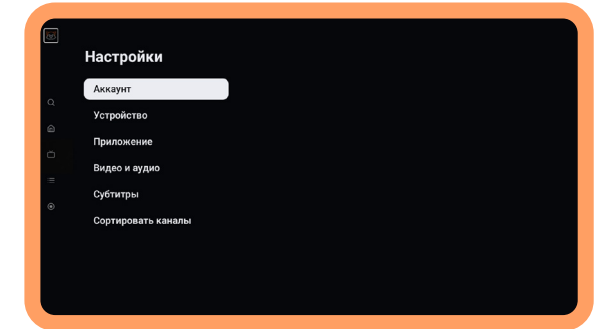 Настройки
Аккаунт
Устройство
Приложение
Видео и аудио
Субтитры
Сортировать каналы